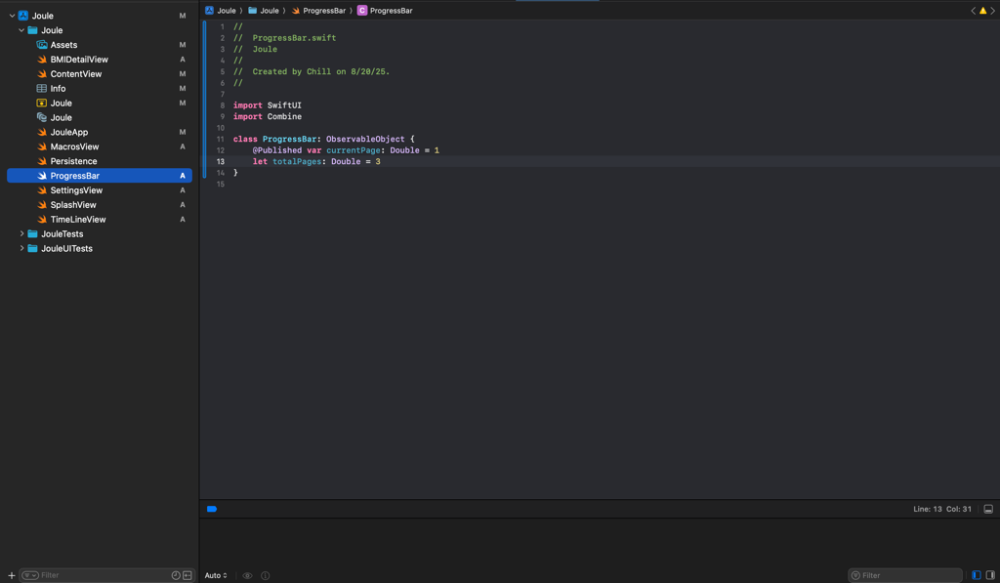 Joule M
Joule
Assets M
BMIDetailView A
ContentView M
Info M
Joule M
Joule
JouleApp M
MacrosView A
Persistence
ProgressBar A
SettingsView A
SplashView A
TimeLineView A
JouleTests
JouleUITests
Filter
Joule Joule ProgressBar C ProgressBar
1 //
2 //  ProgressBar.swift
3 //  Joule
4 //
5 //  Created by Chill on 8/20/25.
6 //
7
8 import SwiftUI
9 import Combine
10
11 class ProgressBar: ObservableObject {
12     @Published var currentPage: Double = 1
13     let totalPages: Double = 3
14 }
15
Line: 13 Col: 31
Auto
Filter